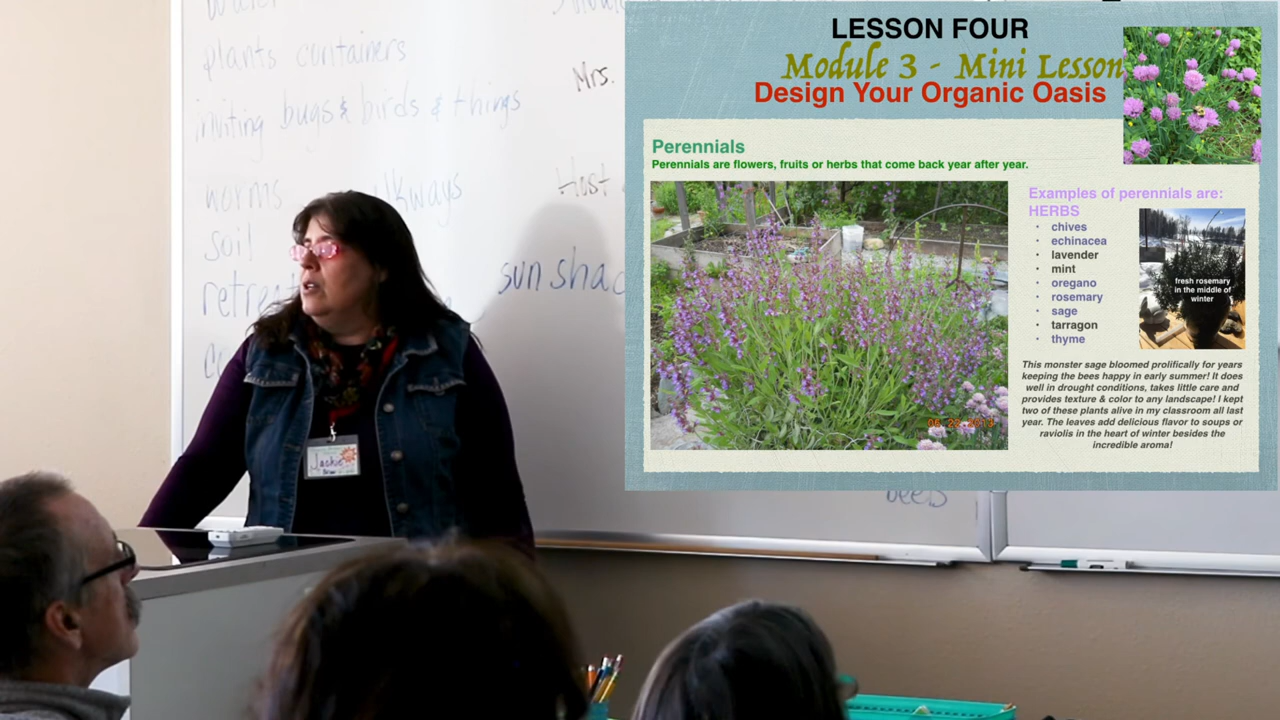 plants containers
inviting bugs & birds & things
worms
soil
Mrs.
Host
sun shad
Jackie
LESSON FOUR
Module 3 - Mini Lesson
Design Your Organic Oasis
Perennials
Perennials are flowers, fruits or herbs that come back year after year.
Examples of perennials are:
HERBS
• chives
• echinacea
• lavender
• mint
• oregano
• rosemary
• sage
• tarragon
• thyme
fresh rosemary
in the middle of
winter
This monster sage bloomed prolifically for years
keeping the bees happy in early summer! It does
well in drought conditions, takes little care and
provides texture & color to any landscape! I kept
two of these plants alive in my classroom all last
year. The leaves add delicious flavor to soups or
raviolis in the heart of winter besides the
incredible aroma!
beets